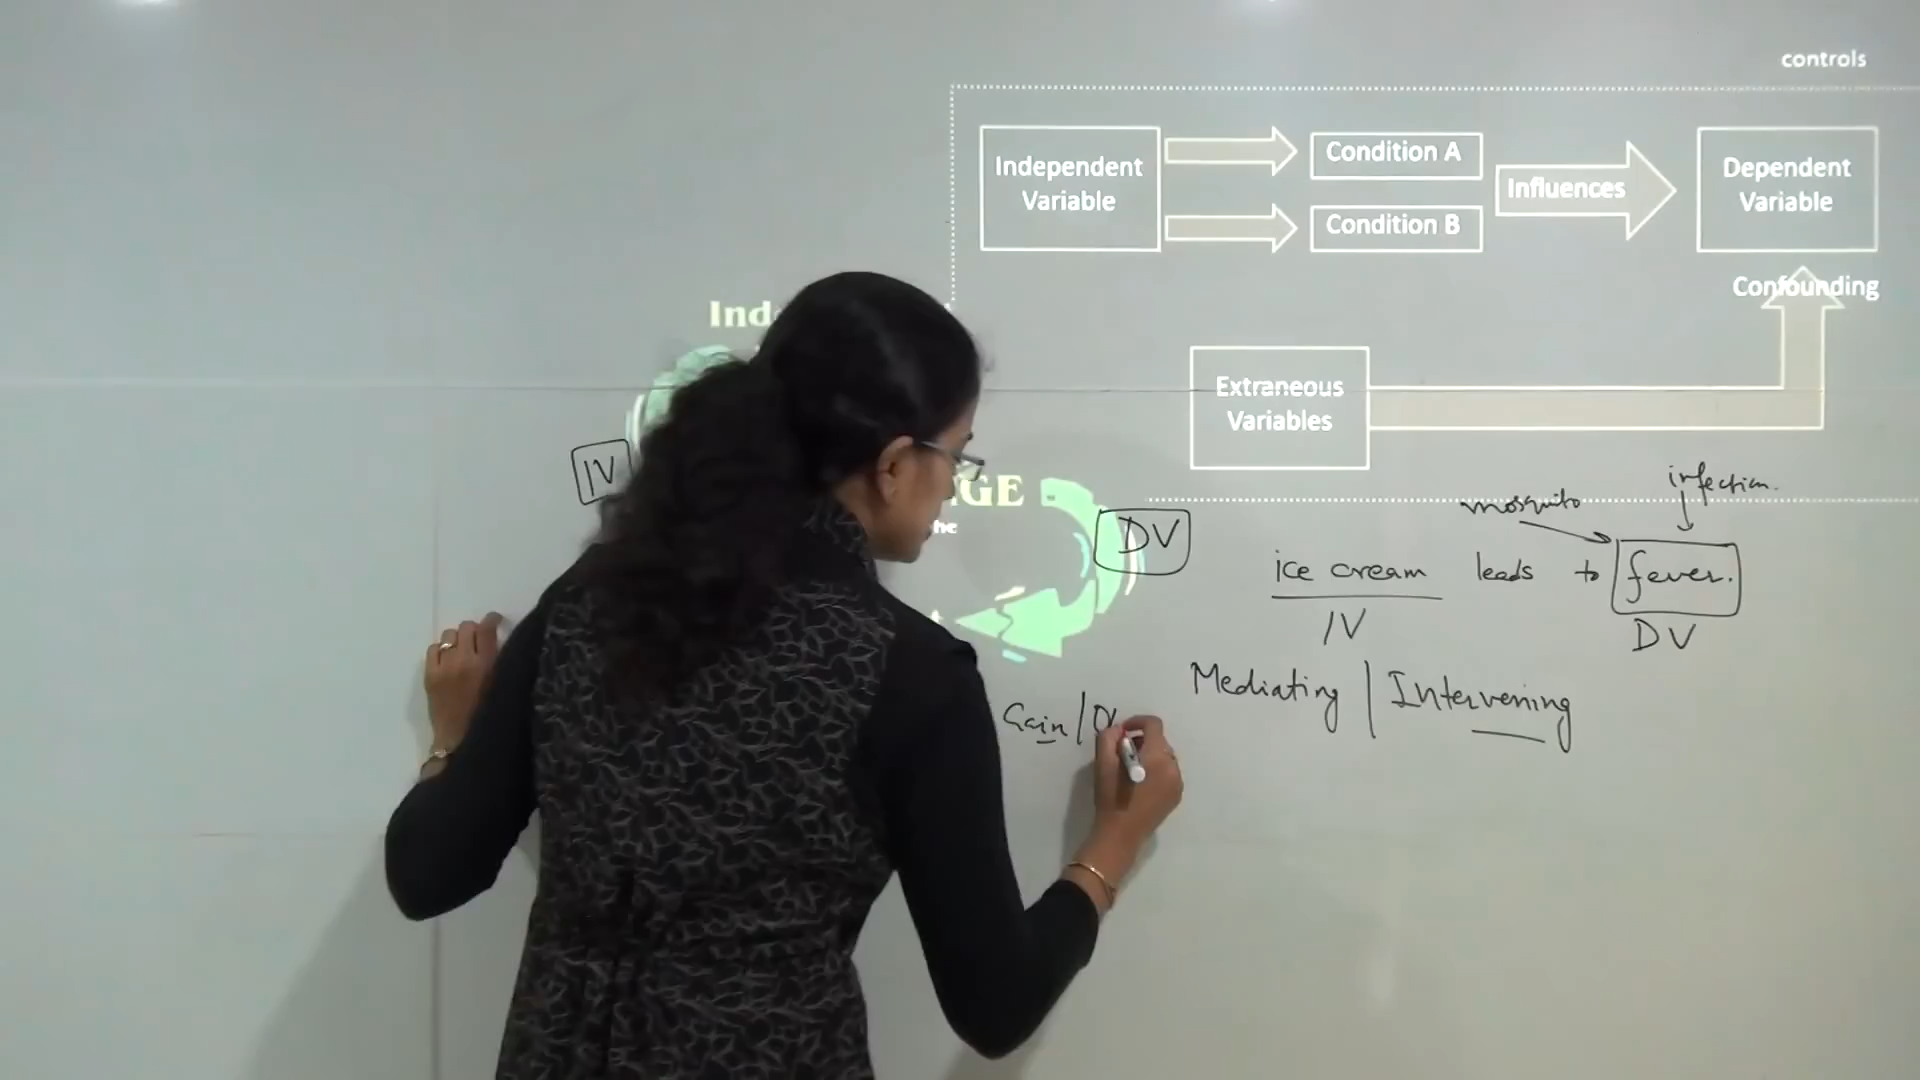 controls
Independent
Variable
Condition A
Condition B
Influences
Dependent
Variable
Confounding
Extraneous
Variables
IV
DV
infection.
mosquito
ice cream leads to fever.
IV
DV
Mediating | Intervening
Gain |